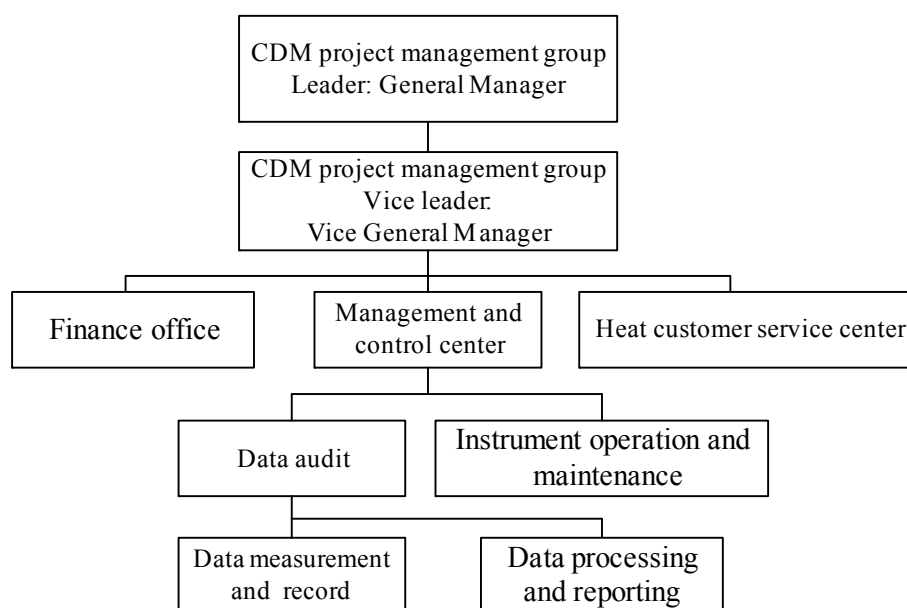 CDM project management group
Leader: General Manager
CDM project management group
Vice leader:
Vice General Manager
Finance office
Management and
control center
Heat customer service center
Data audit
Instrument operation and
maintenance
Data measurement
and record
Data processing
and reporting